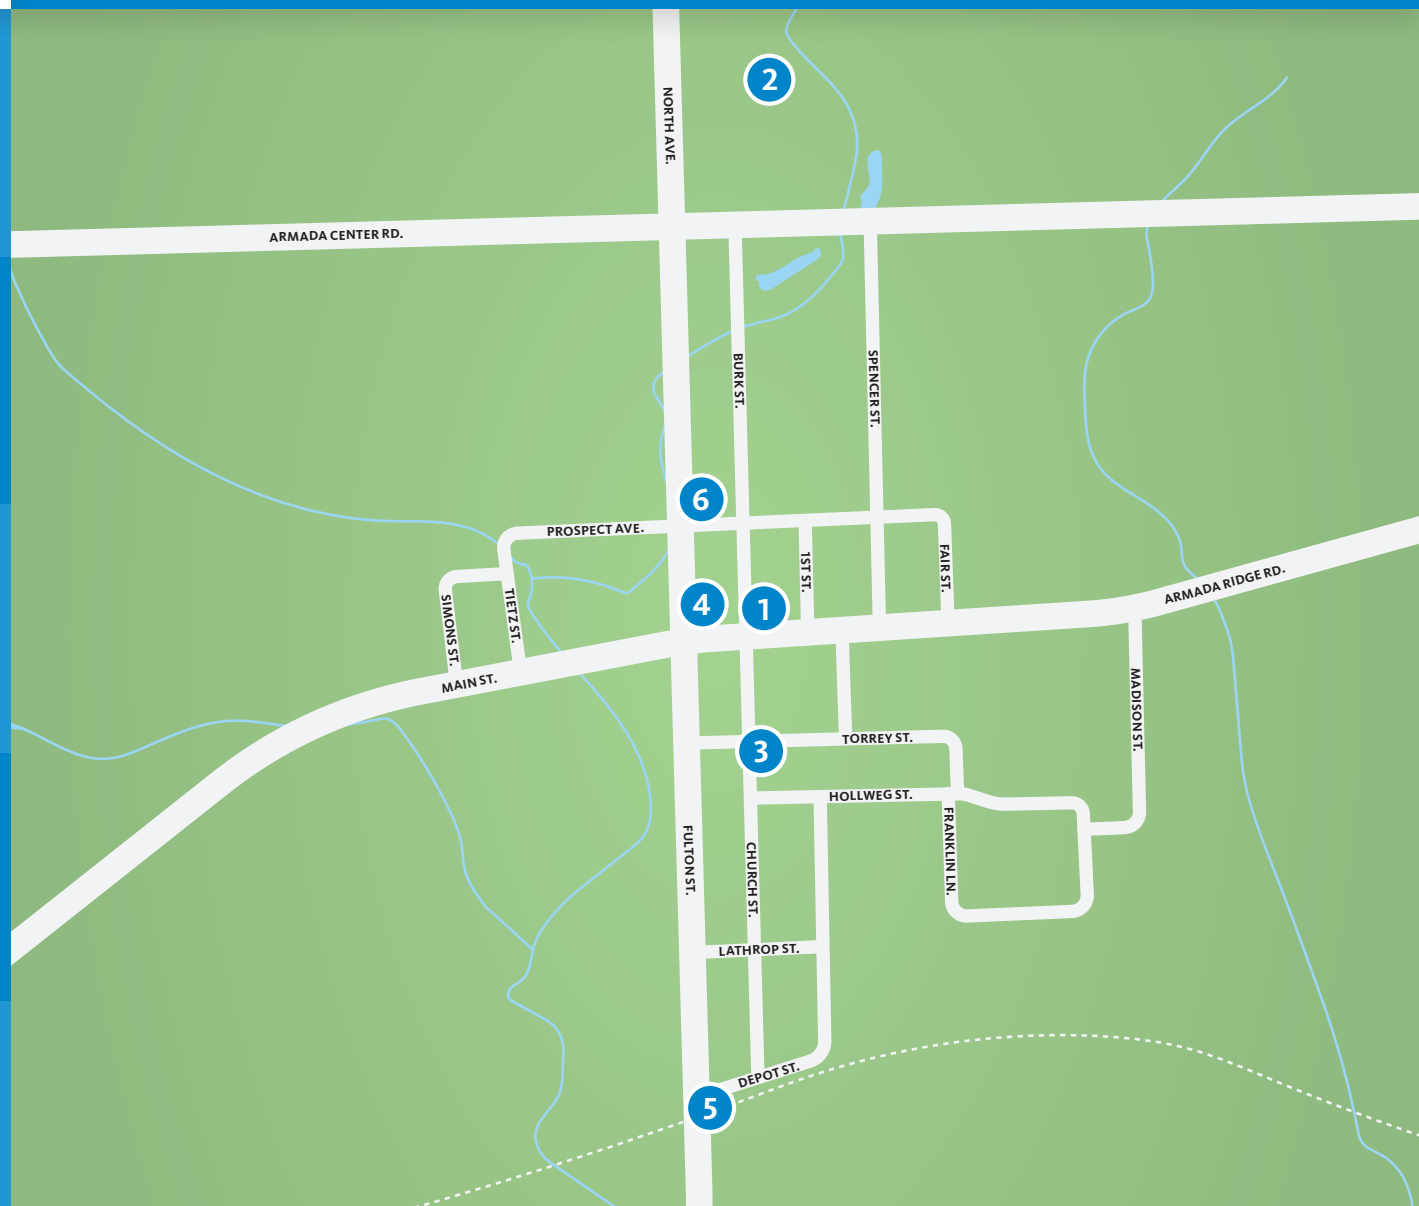 2
NORTH AVE.
ARMADA CENTER RD.
BURK ST.
SPENCER ST.
6
PROSPECT AVE.
1ST ST.
FAIR ST.
ARMADA RIDGE RD.
SIMONS ST.
TIETZ ST.
4
1
MAIN ST.
MADISON ST.
3
TORREY ST.
HOLLWEG ST.
FULTON ST.
CHURCH ST.
FRANKLIN LN.
LATHROP ST.
DEPOT ST.
5